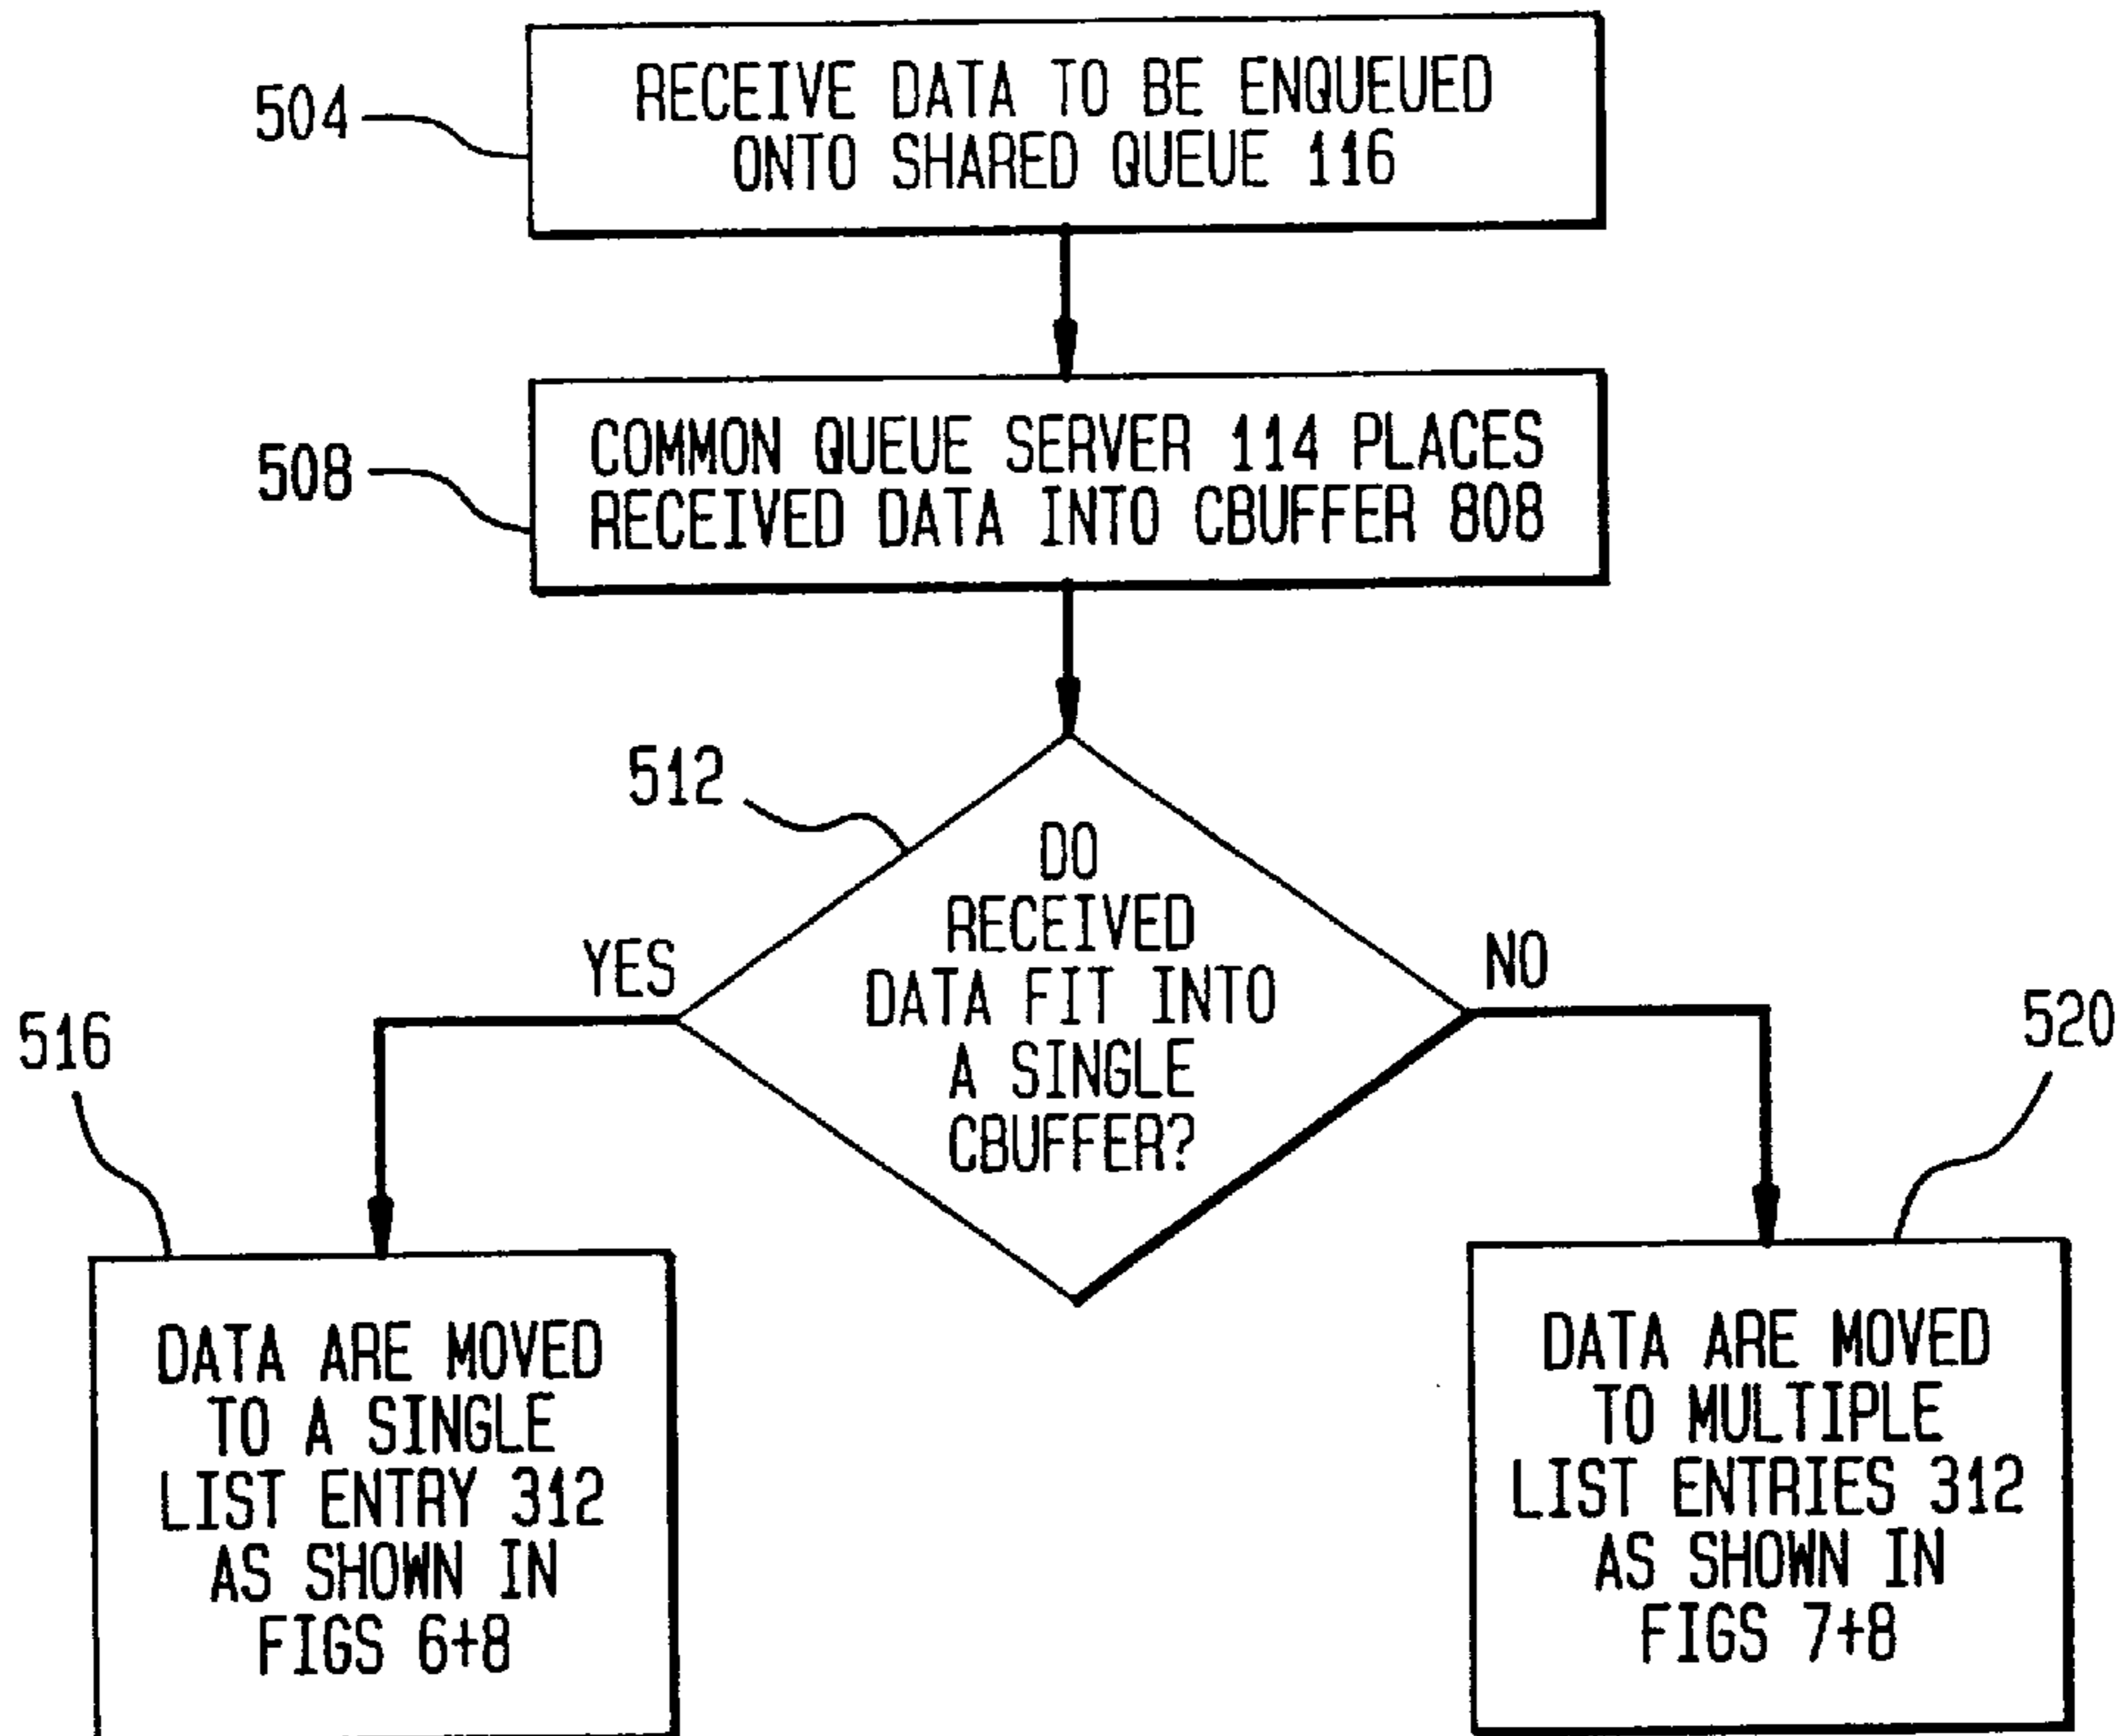 504
RECEIVE DATA TO BE ENQUEUED
ONTO SHARED QUEUE 116
508
COMMON QUEUE SERVER 114 PLACES
RECEIVED DATA INTO CBUFFER 808
512
DO
RECEIVED
DATA FIT INTO
A SINGLE
CBUFFER?
YES
NO
516
DATA ARE MOVED
TO A SINGLE
LIST ENTRY 312
AS SHOWN IN
FIGS 6+8
520
DATA ARE MOVED
TO MULTIPLE
LIST ENTRIES 312
AS SHOWN IN
FIGS 7+8